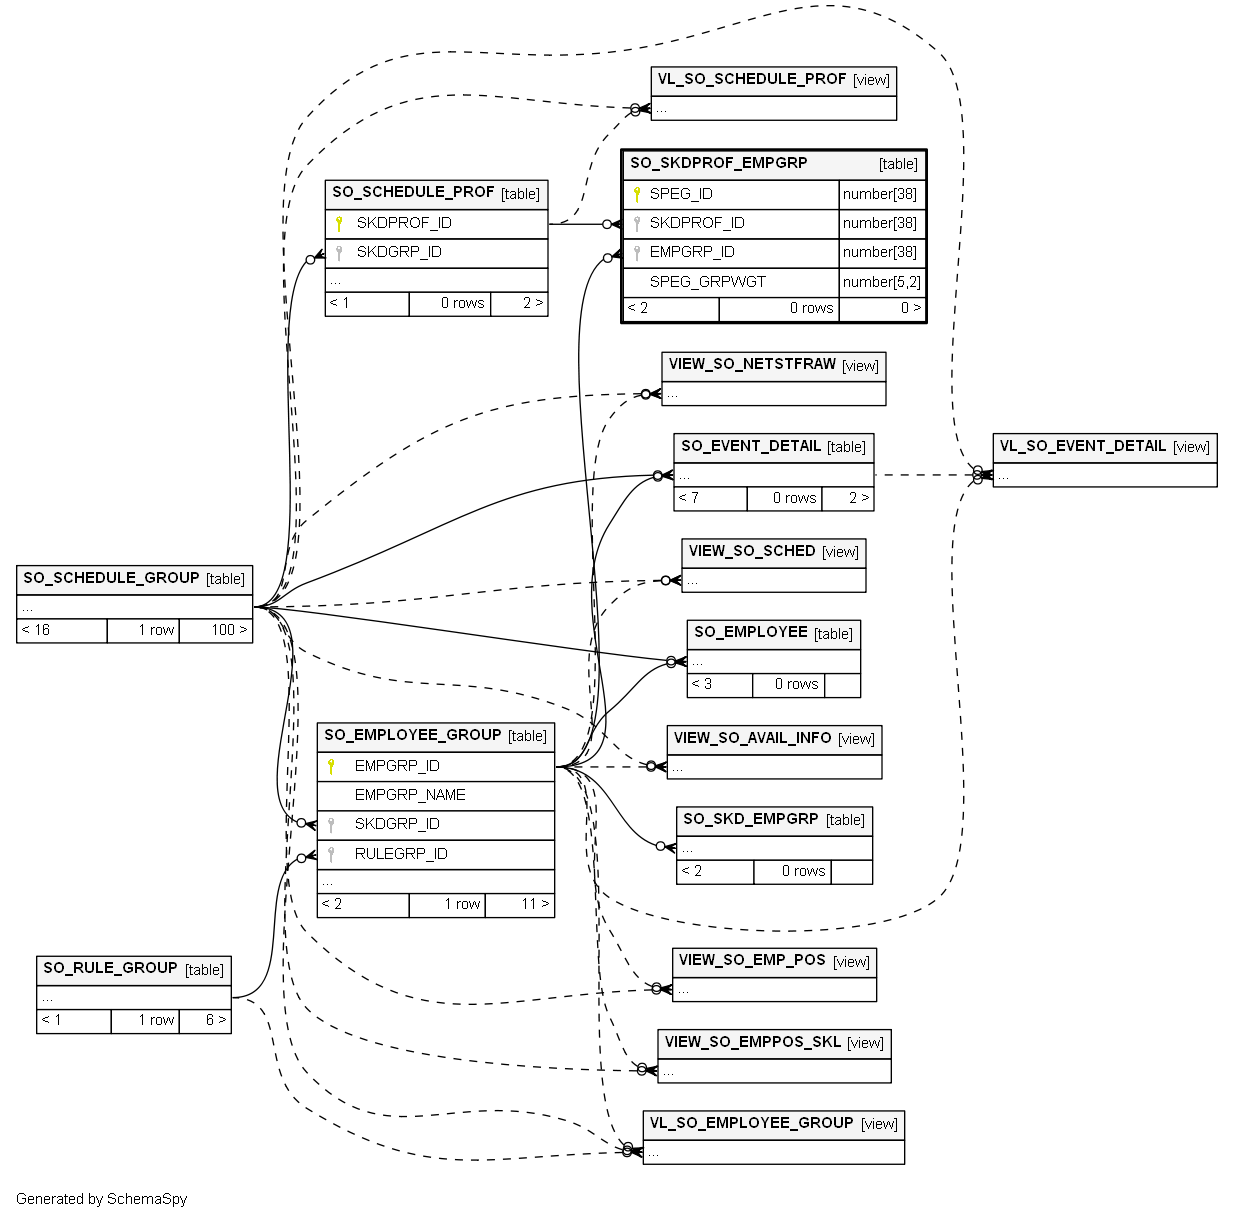 VL_SO_SCHEDULE_PROF [view]
...
SO_SKDPROF_EMPGRP [table]
SPEG_ID number[38]
SKDPROF_ID number[38]
EMPGRP_ID number[38]
SPEG_GRPWGT number[5,2]
< 2 0 rows 0 >
SO_SCHEDULE_PROF [table]
SKDPROF_ID
SKDGRP_ID
...
< 1 0 rows 2 >
VIEW_SO_NETSTFRAW [view]
...
SO_EVENT_DETAIL [table]
...
< 7 0 rows 2 >
VL_SO_EVENT_DETAIL [view]
...
VIEW_SO_SCHED [view]
...
SO_SCHEDULE_GROUP [table]
...
< 16 1 row 100 >
SO_EMPLOYEE [table]
...
< 3 0 rows
SO_EMPLOYEE_GROUP [table]
EMPGRP_ID
EMPGRP_NAME
SKDGRP_ID
RULEGRP_ID
...
< 2 1 row 11 >
VIEW_SO_AVAIL_INFO [view]
...
SO_SKD_EMPGRP [table]
...
< 2 0 rows
SO_RULE_GROUP [table]
...
< 1 1 row 6 >
VIEW_SO_EMP_POS [view]
...
VIEW_SO_EMPPOS_SKL [view]
...
VL_SO_EMPLOYEE_GROUP [view]
...
Generated by SchemaSpy